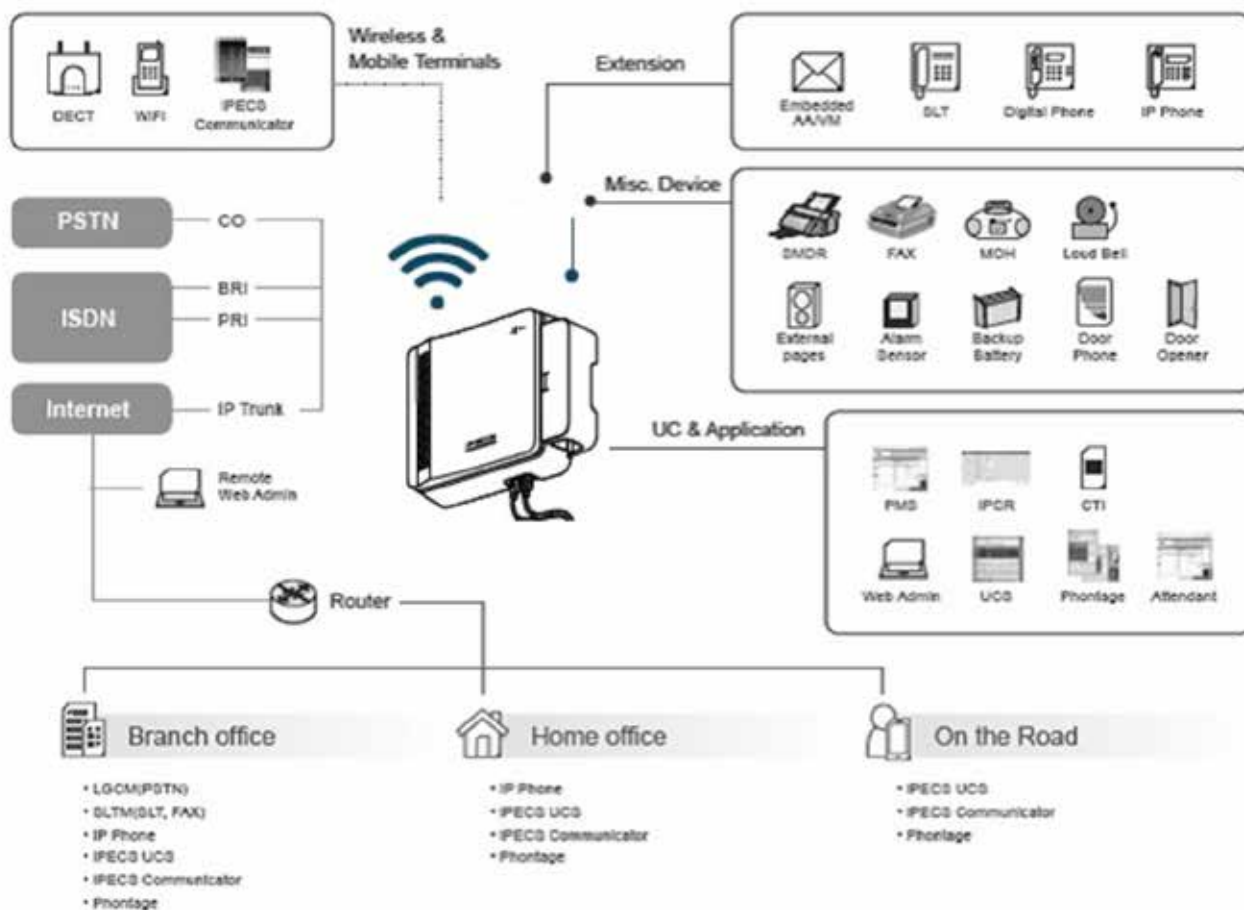 Wireless &
Mobile Terminals
DECT
WIFI
IPECS
Communicator
Extension
Embedded
AA/VM
SLT
Digital Phone
IP Phone
Misc. Device
SMDR
FAX
MOH
Loud Bell
External
pages
Alarm
Sensor
Backup
Battery
Door
Phone
Door
Opener
PSTN
CO
ISDN
BRI
PRI
Internet
IP Trunk
Remote
Web Admin
UC & Application
PMS
IPCR
CTI
Web Admin
UCS
Phontage
Attendant
Router
Branch office
• LGCM(PSTN)
• SLTM(SLT, FAX)
• IP Phone
• IPECS UCS
• IPECS Communicator
• Phontage
Home office
• IP Phone
• IPECS UCS
• IPECS Communicator
• Phontage
On the Road
• IPECS UCS
• IPECS Communicator
• Phontage